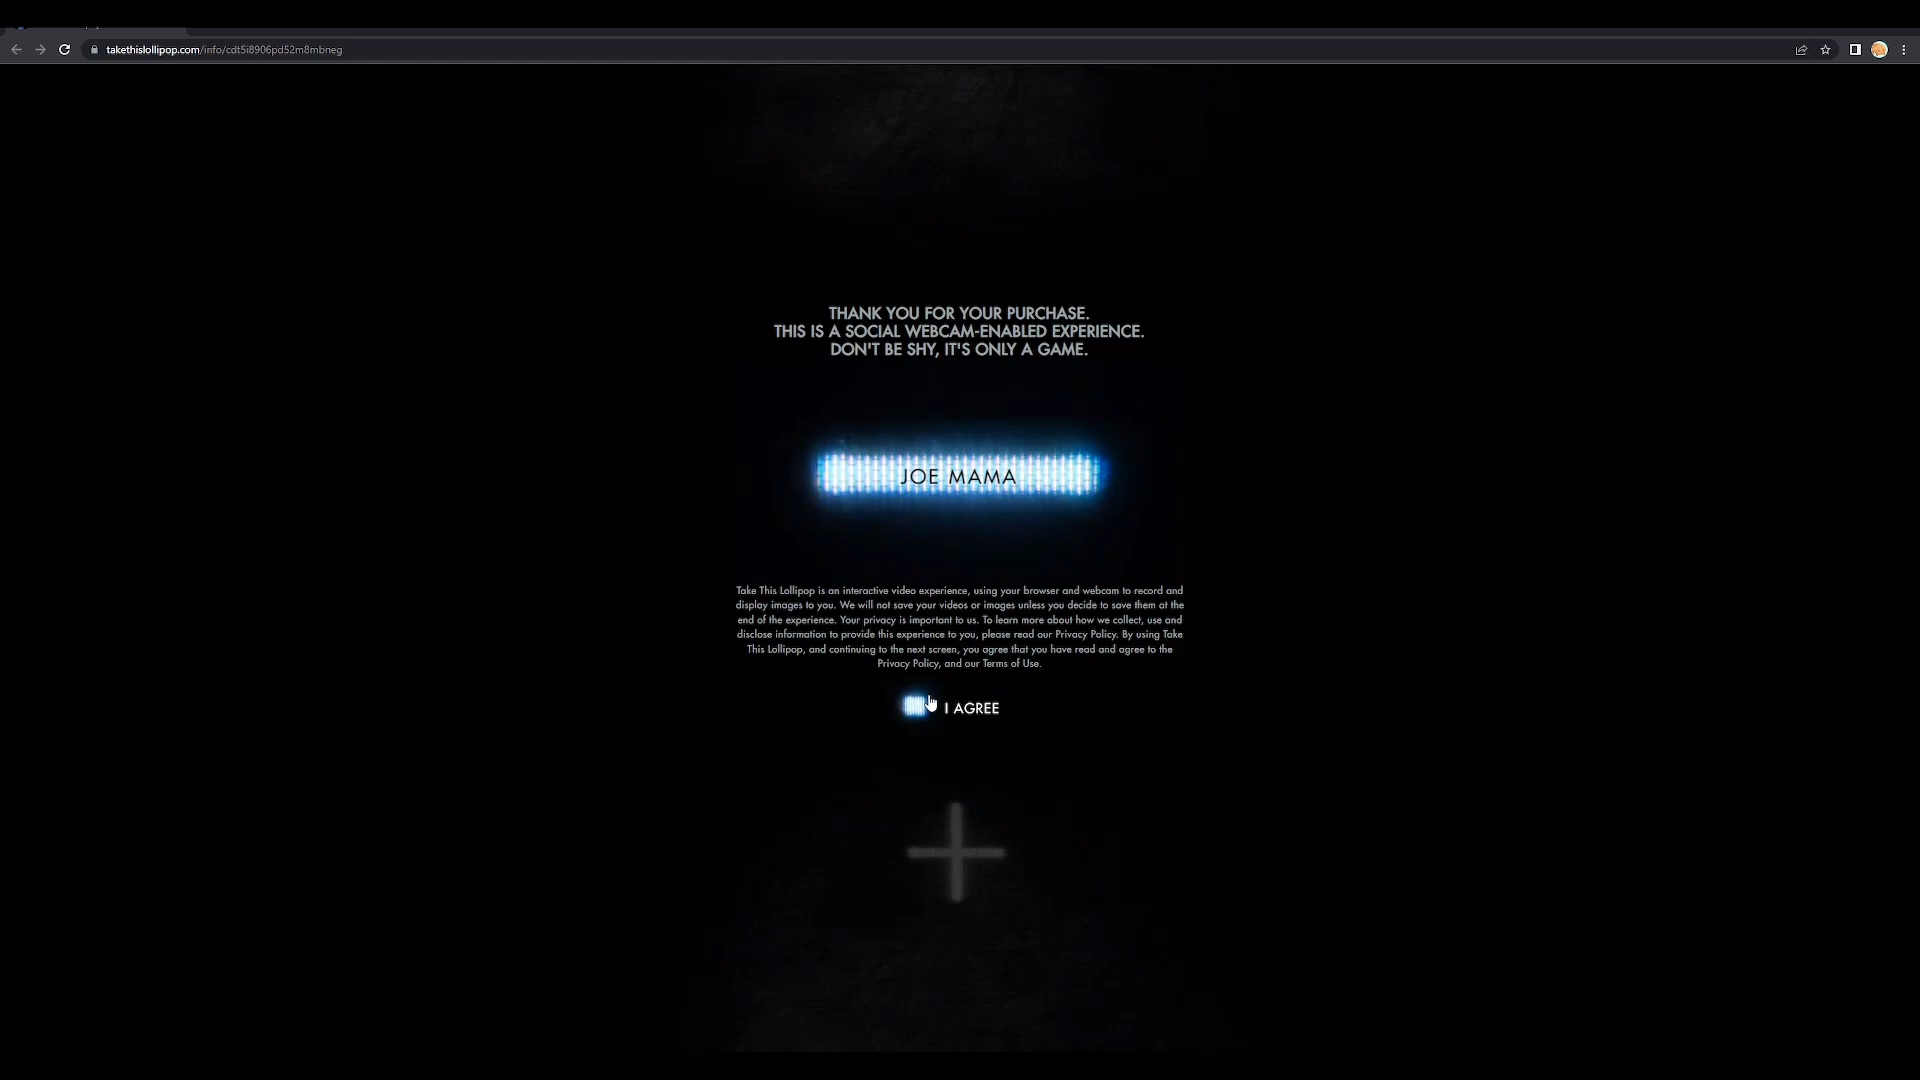 takethislollipop.com/info/cdt5i8906pd52m8mbneg
THANK YOU FOR YOUR PURCHASE.
THIS IS A SOCIAL WEBCAM-ENABLED EXPERIENCE.
DON'T BE SHY, IT'S ONLY A GAME.
JOE MAMA
Take This Lollipop is an interactive video experience, using your browser and webcam to record and
display images to you. We will not save your videos or images unless you decide to save them at the
end of the experience. Your privacy is important to us. To learn more about how we collect, use and
disclose information to provide this experience to you, please read our Privacy Policy. By using Take
This Lollipop, and continuing to the next screen, you agree that you have read and agree to the
Privacy Policy, and our Terms of Use.
I AGREE